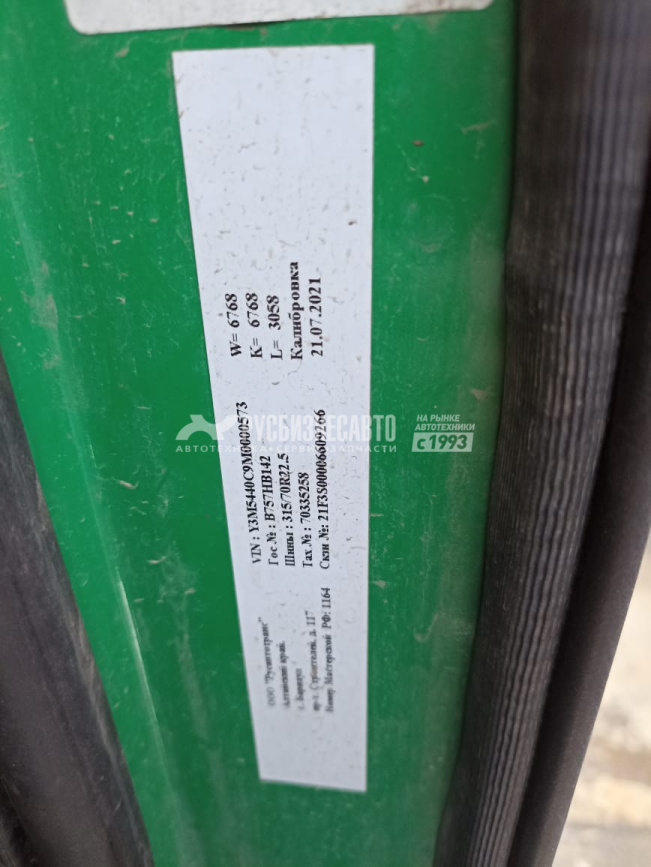 ООО "Русавтотранс"
Алтайский край,
г. Барнаул
пр-т. Строителей, д. 117
Номер Мастерской РФ: 1164
VIN : Y3M5440C9M0000573
Гос № : В757НВ142
Шины : 315/70R22.5
Тах № : 70335258
Скзи №: 21F3S00006609266
W= 6768
K= 6768
L= 3058
Калибровка
21.07.2021
РУСБИЗНЕСАВТО
АВТОТЕХНИКА•СЕРВИС•ЗАПЧАСТИ
НА РЫНКЕ
АВТОТЕХНИКИ
с 1993